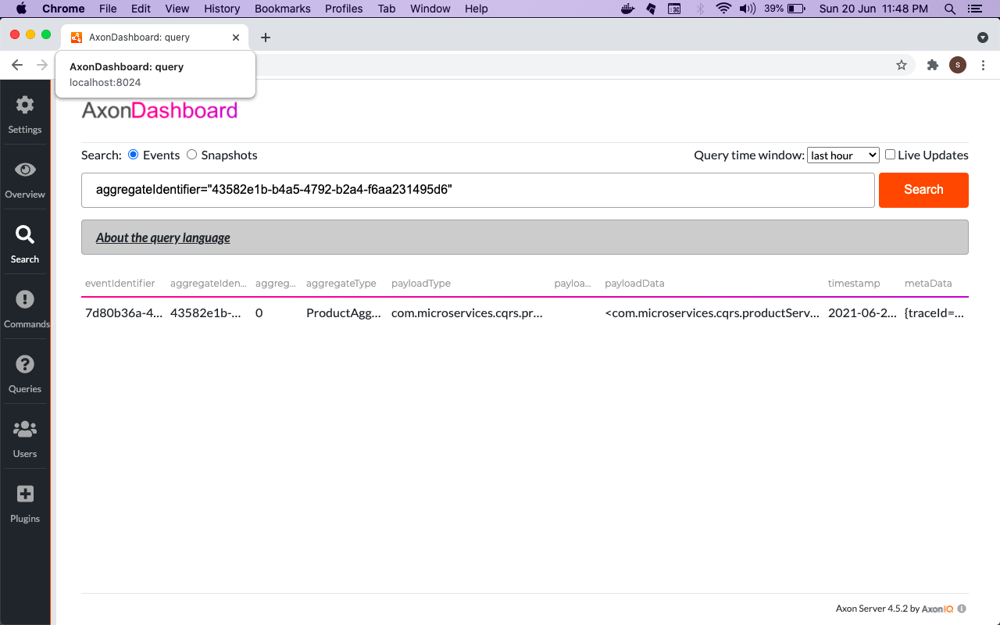 Chrome File Edit View History Bookmarks Profiles Tab Window Help 39% Sun 20 Jun 11:48 PM
AxonDashboard: query
AxonDashboard: query
localhost:8024
S
AxonDashboard
Settings
Overview
Search
Commands
Queries
Users
Plugins
Search: Events Snapshots Query time window: last hour Live Updates
aggregateIdentifier="43582e1b-b4a5-4792-b2a4-f6aa231495d6" Search
About the query language
eventIdentifier aggregateIden... aggreg... aggregateType payloadType payloa... payloadData timestamp metaData
7d80b36a-4... 43582e1b-... 0 ProductAgg... com.microservices.cqrs.pr... <com.microservices.cqrs.productServ... 2021-06-2... {traceId=...
Axon Server 4.5.2 by AxonIQ